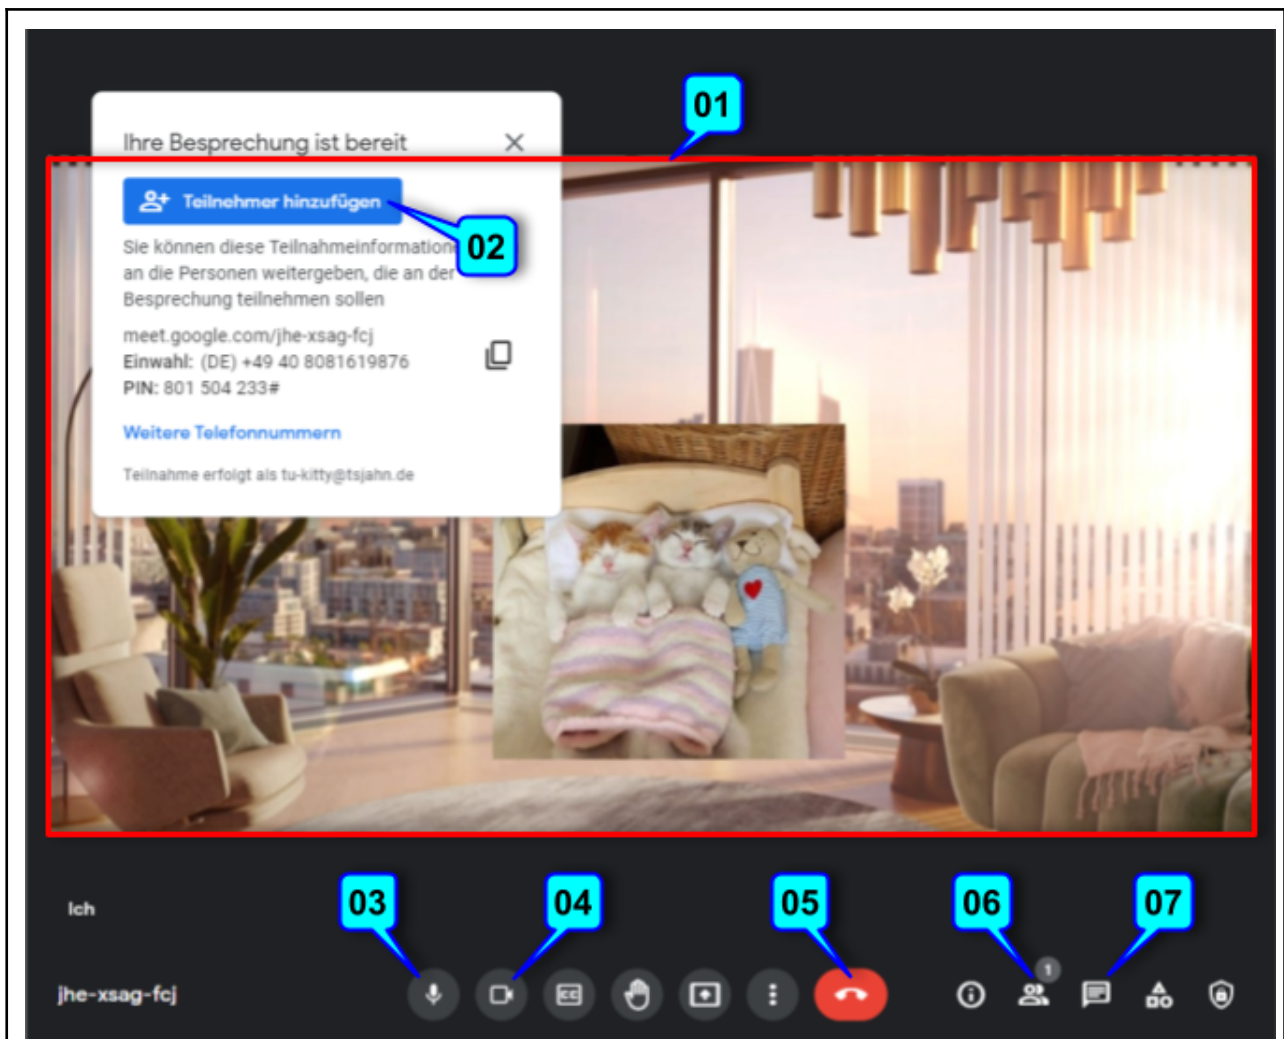 01
Ihre Besprechung ist bereit
Teilnehmer hinzufügen
02
Sie können diese Teilnahmeinformatione
an die Personen weitergeben, die an der
Besprechung teilnehmen sollen
meet.google.com/jhe-xsag-fcj
Einwahl: (DE) +49 40 8081619876
PIN: 801 504 233#
Weitere Telefonnummern
Teilnahme erfolgt als tu-kitty@tsjahn.de
Ich
03
04
05
06
07
jhe-xsag-fcj
CC
1